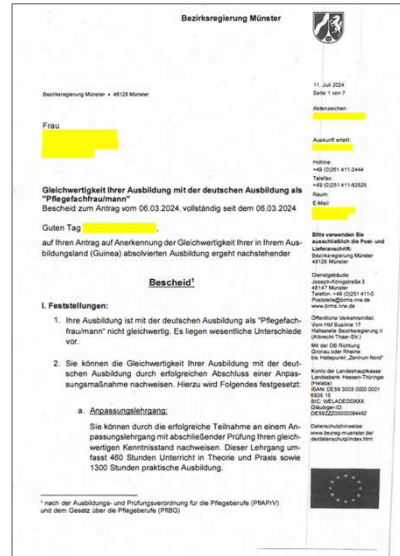 Bezirksregierung Münster
Bezirksregierung Münster • 48128 Münster
11. Juli 2024
Seite 1 von 7
Aktenzeichen:
Frau
Auskunft erteilt:
Hotline:
+49 (0)251 411-2444
Telefax:
+49 (0)251 411-82525
Raum:
E-Mail:
Gleichwertigkeit Ihrer Ausbildung mit der deutschen Ausbildung als
"Pflegefachfrau/mann"
Bescheid zum Antrag vom 06.03.2024, vollständig seit dem 06.03.2024
Guten Tag ,
auf Ihren Antrag auf Anerkennung der Gleichwertigkeit Ihrer in Ihrem Aus-
bildungsland (Guinea) absolvierten Ausbildung ergeht nachstehender
Bescheid¹
I. Feststellungen:
1. Ihre Ausbildung ist mit der deutschen Ausbildung als "Pflegefach-
frau/mann" nicht gleichwertig. Es liegen wesentliche Unterschiede
vor.
2. Sie können die Gleichwertigkeit Ihrer Ausbildung mit der deut-
schen Ausbildung durch erfolgreichen Abschluss einer Anpas-
sungsmaßnahme nachweisen. Hierzu wird Folgendes festgesetzt:
a. Anpassungslehrgang:
Sie können durch die erfolgreiche Teilnahme an einem An-
passungslehrgang mit abschließender Prüfung Ihren gleich-
wertigen Kenntnisstand nachweisen. Dieser Lehrgang um-
fasst 460 Stunden Unterricht in Theorie und Praxis sowie
1300 Stunden praktische Ausbildung.
¹ nach der Ausbildungs- und Prüfungsverordnung für die Pflegeberufe (PflAPrV)
und dem Gesetz über die Pflegeberufe (PflBG)
Bitte verwenden Sie
ausschließlich die Post- und
Lieferanschrift:
Bezirksregierung Münster
48128 Münster
Dienstgebäude:
Joseph-König-Straße 3
48147 Münster
Telefon: +49 (0)251 411-0
Poststelle@brms.nrw.de
www.brms.nrw.de
Öffentliche Verkehrsmittel:
Vom Hbf Buslinie 17
Haltestelle Bezirksregierung II
(Albrecht-Thaer-Str.)
Mit der DB Richtung
Gronau oder Rheine
bis Haltepunkt „Zentrum Nord"
Konto der Landeshauptkasse:
Landesbank Hessen-Thüringen
(Helaba)
BIC: WELADEDDXXX
Gläubiger-ID:
Datenschutzhinweise:
www.bezreg-muenster.de/
de/datenschutz/index.html